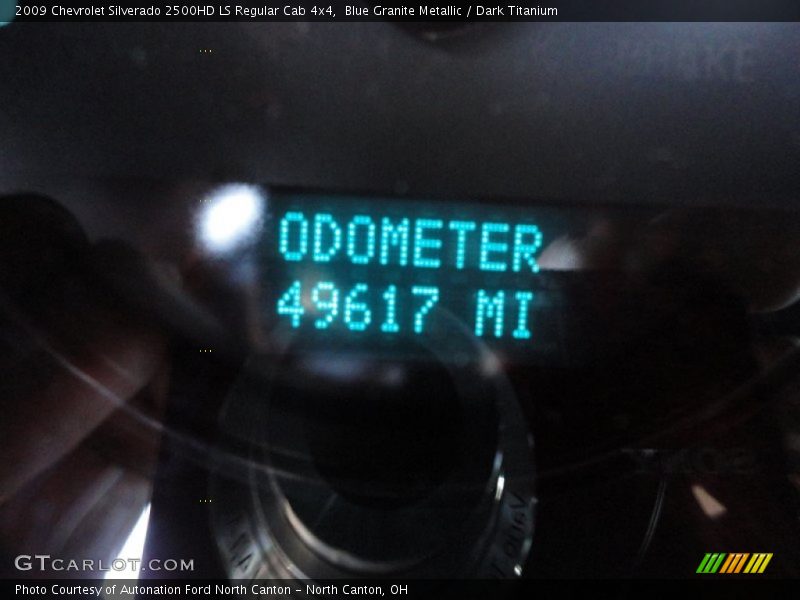 2009 Chevrolet Silverado 2500HD LS Regular Cab 4x4,  Blue Granite Metallic / Dark Titanium
ODOMETER
49617 MI
GTCARLOT.COM
Photo Courtesy of Autonation Ford North Canton - North Canton, OH